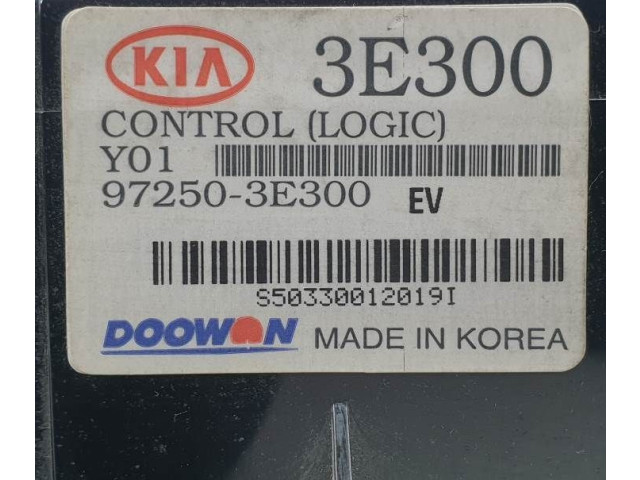 KIA 3E300
CONTROL (LOGIC)
Y01
97250-3E300 EV
S50330012019I
DOOWON MADE IN KOREA